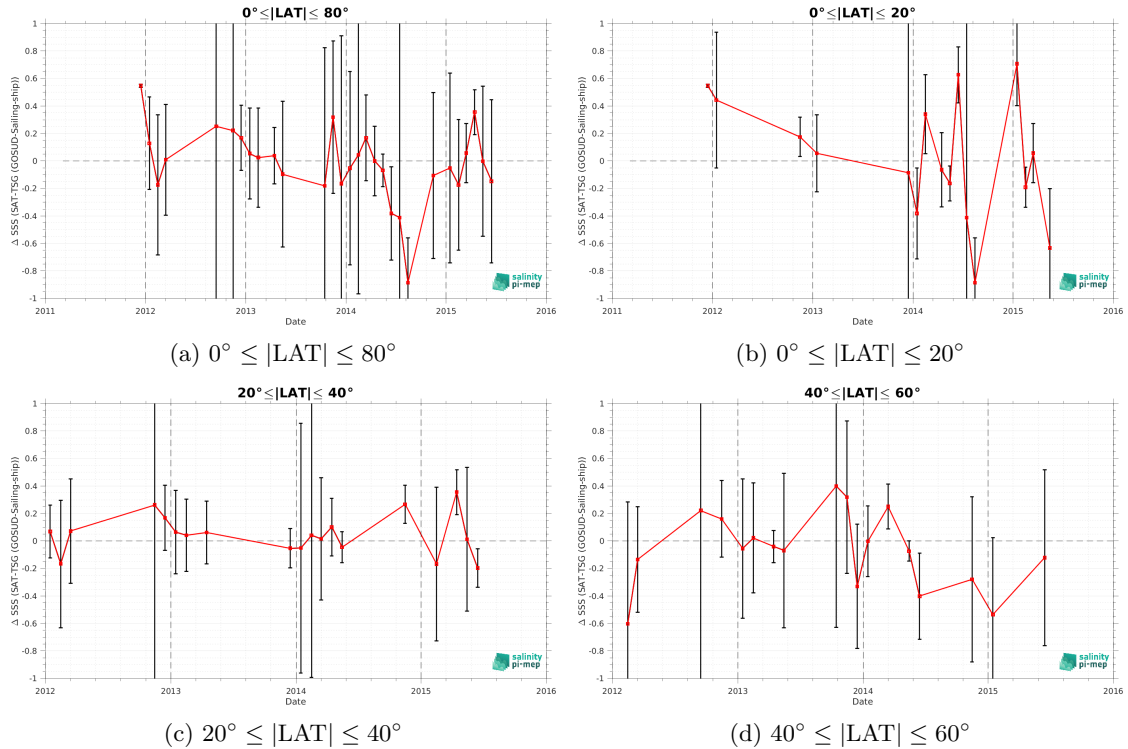 0°≤|LAT|≤ 80°
Δ SSS (SAT-TSG (GOSUD-Sailing-ship))
1
0.8
0.6
0.4
0.2
0
-0.2
-0.4
-0.6
-0.8
-1
2011 2012 2013 2014 2015 2016
Date
salinity
pi-mep
(a) 0° ≤ |LAT| ≤ 80°
0°≤|LAT|≤ 20°
Δ SSS (SAT-TSG (GOSUD-Sailing-ship))
1
0.8
0.6
0.4
0.2
0
-0.2
-0.4
-0.6
-0.8
-1
2011 2012 2013 2014 2015 2016
Date
salinity
pi-mep
(b) 0° ≤ |LAT| ≤ 20°
20°≤|LAT|≤ 40°
Δ SSS (SAT-TSG (GOSUD-Sailing-ship))
1
0.8
0.6
0.4
0.2
0
-0.2
-0.4
-0.6
-0.8
-1
2012 2013 2014 2015 2016
Date
salinity
pi-mep
(c) 20° ≤ |LAT| ≤ 40°
40°≤|LAT|≤ 60°
Δ SSS (SAT-TSG (GOSUD-Sailing-ship))
1
0.8
0.6
0.4
0.2
0
-0.2
-0.4
-0.6
-0.8
-1
2012 2013 2014 2015 2016
Date
salinity
pi-mep
(d) 40° ≤ |LAT| ≤ 60°